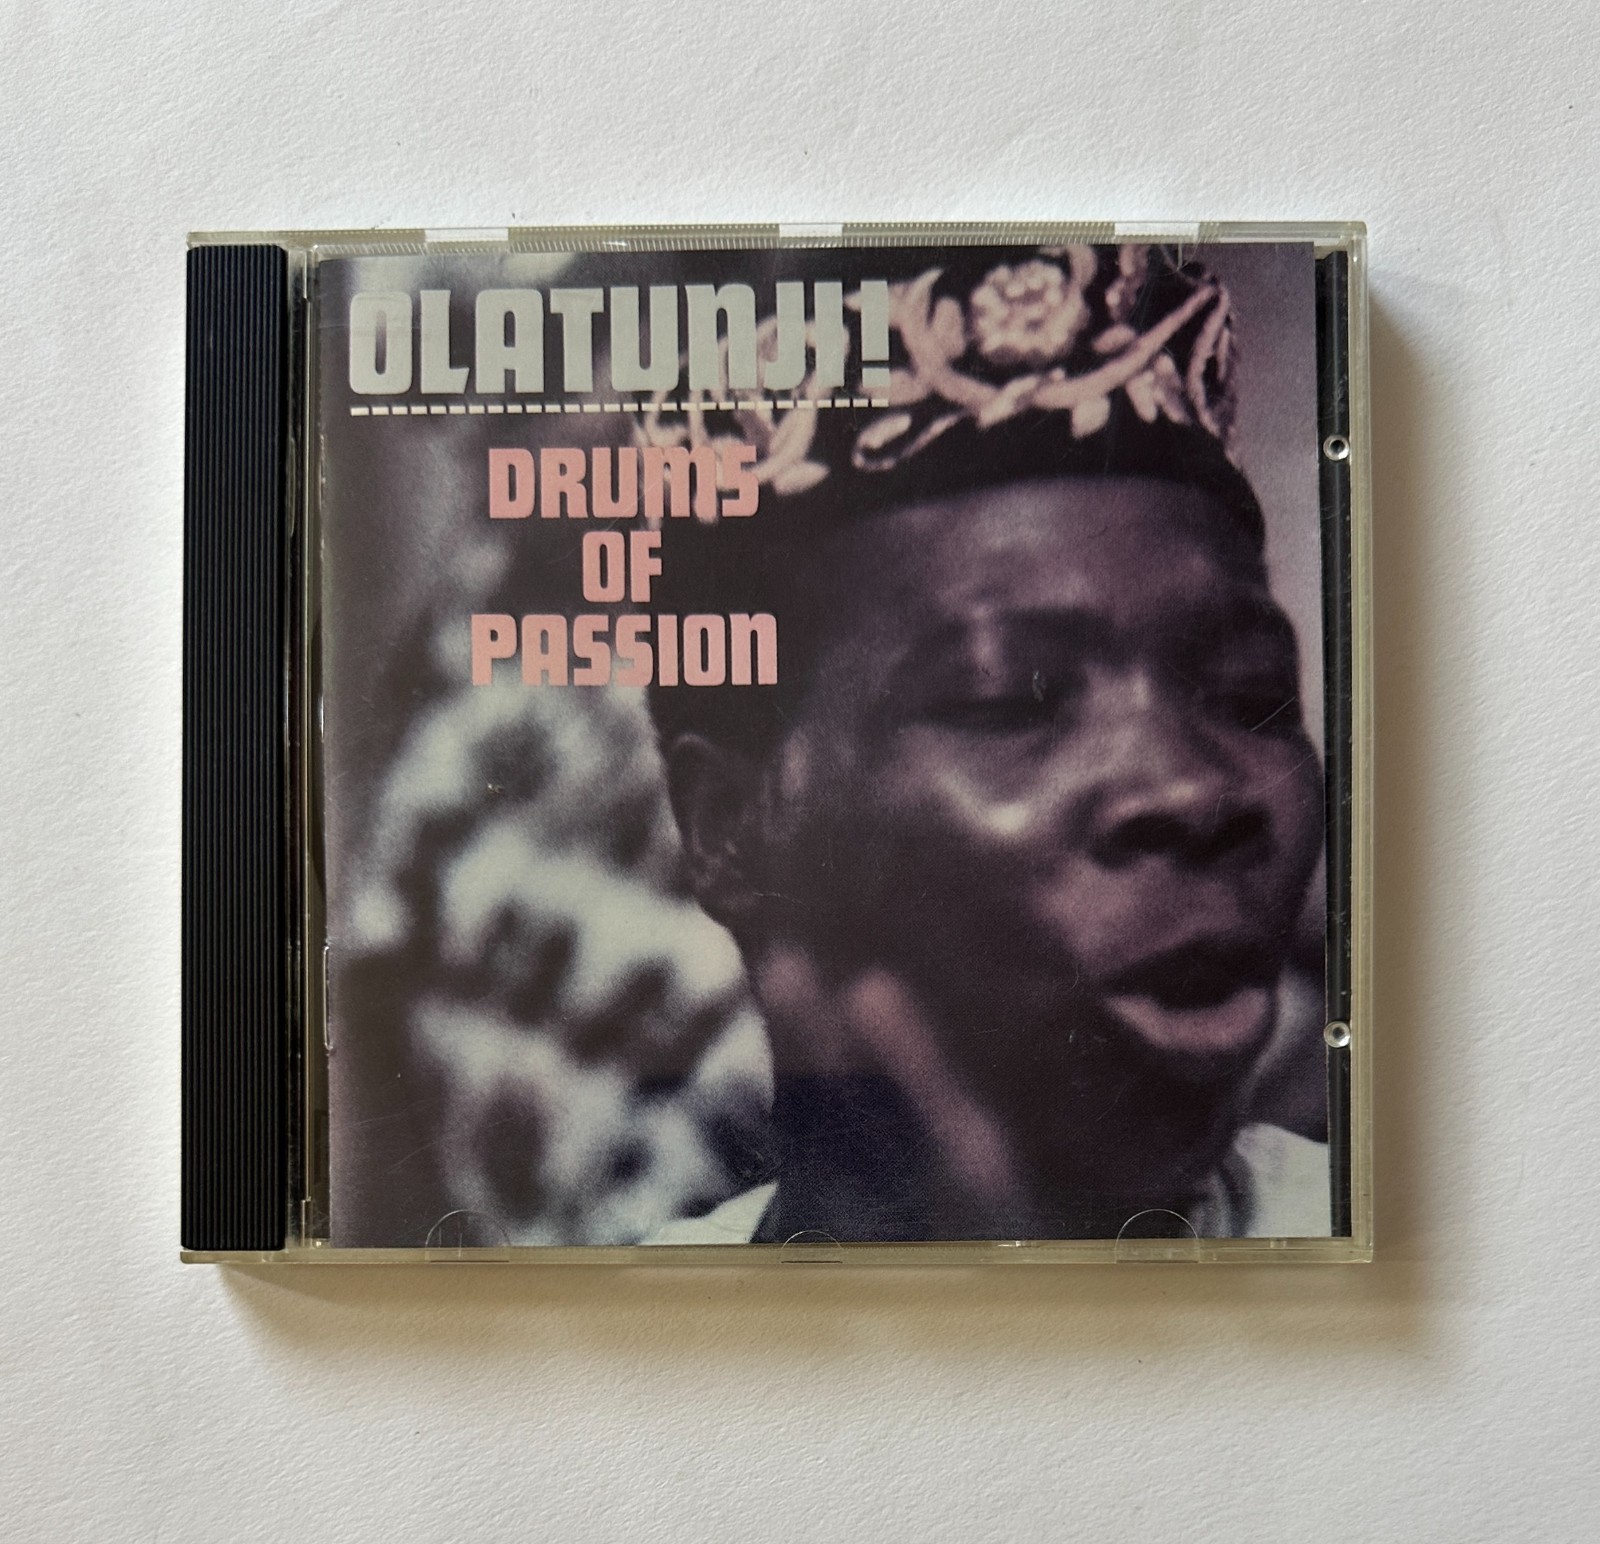 OLATUNJI!
DRUMS
OF
PASSION